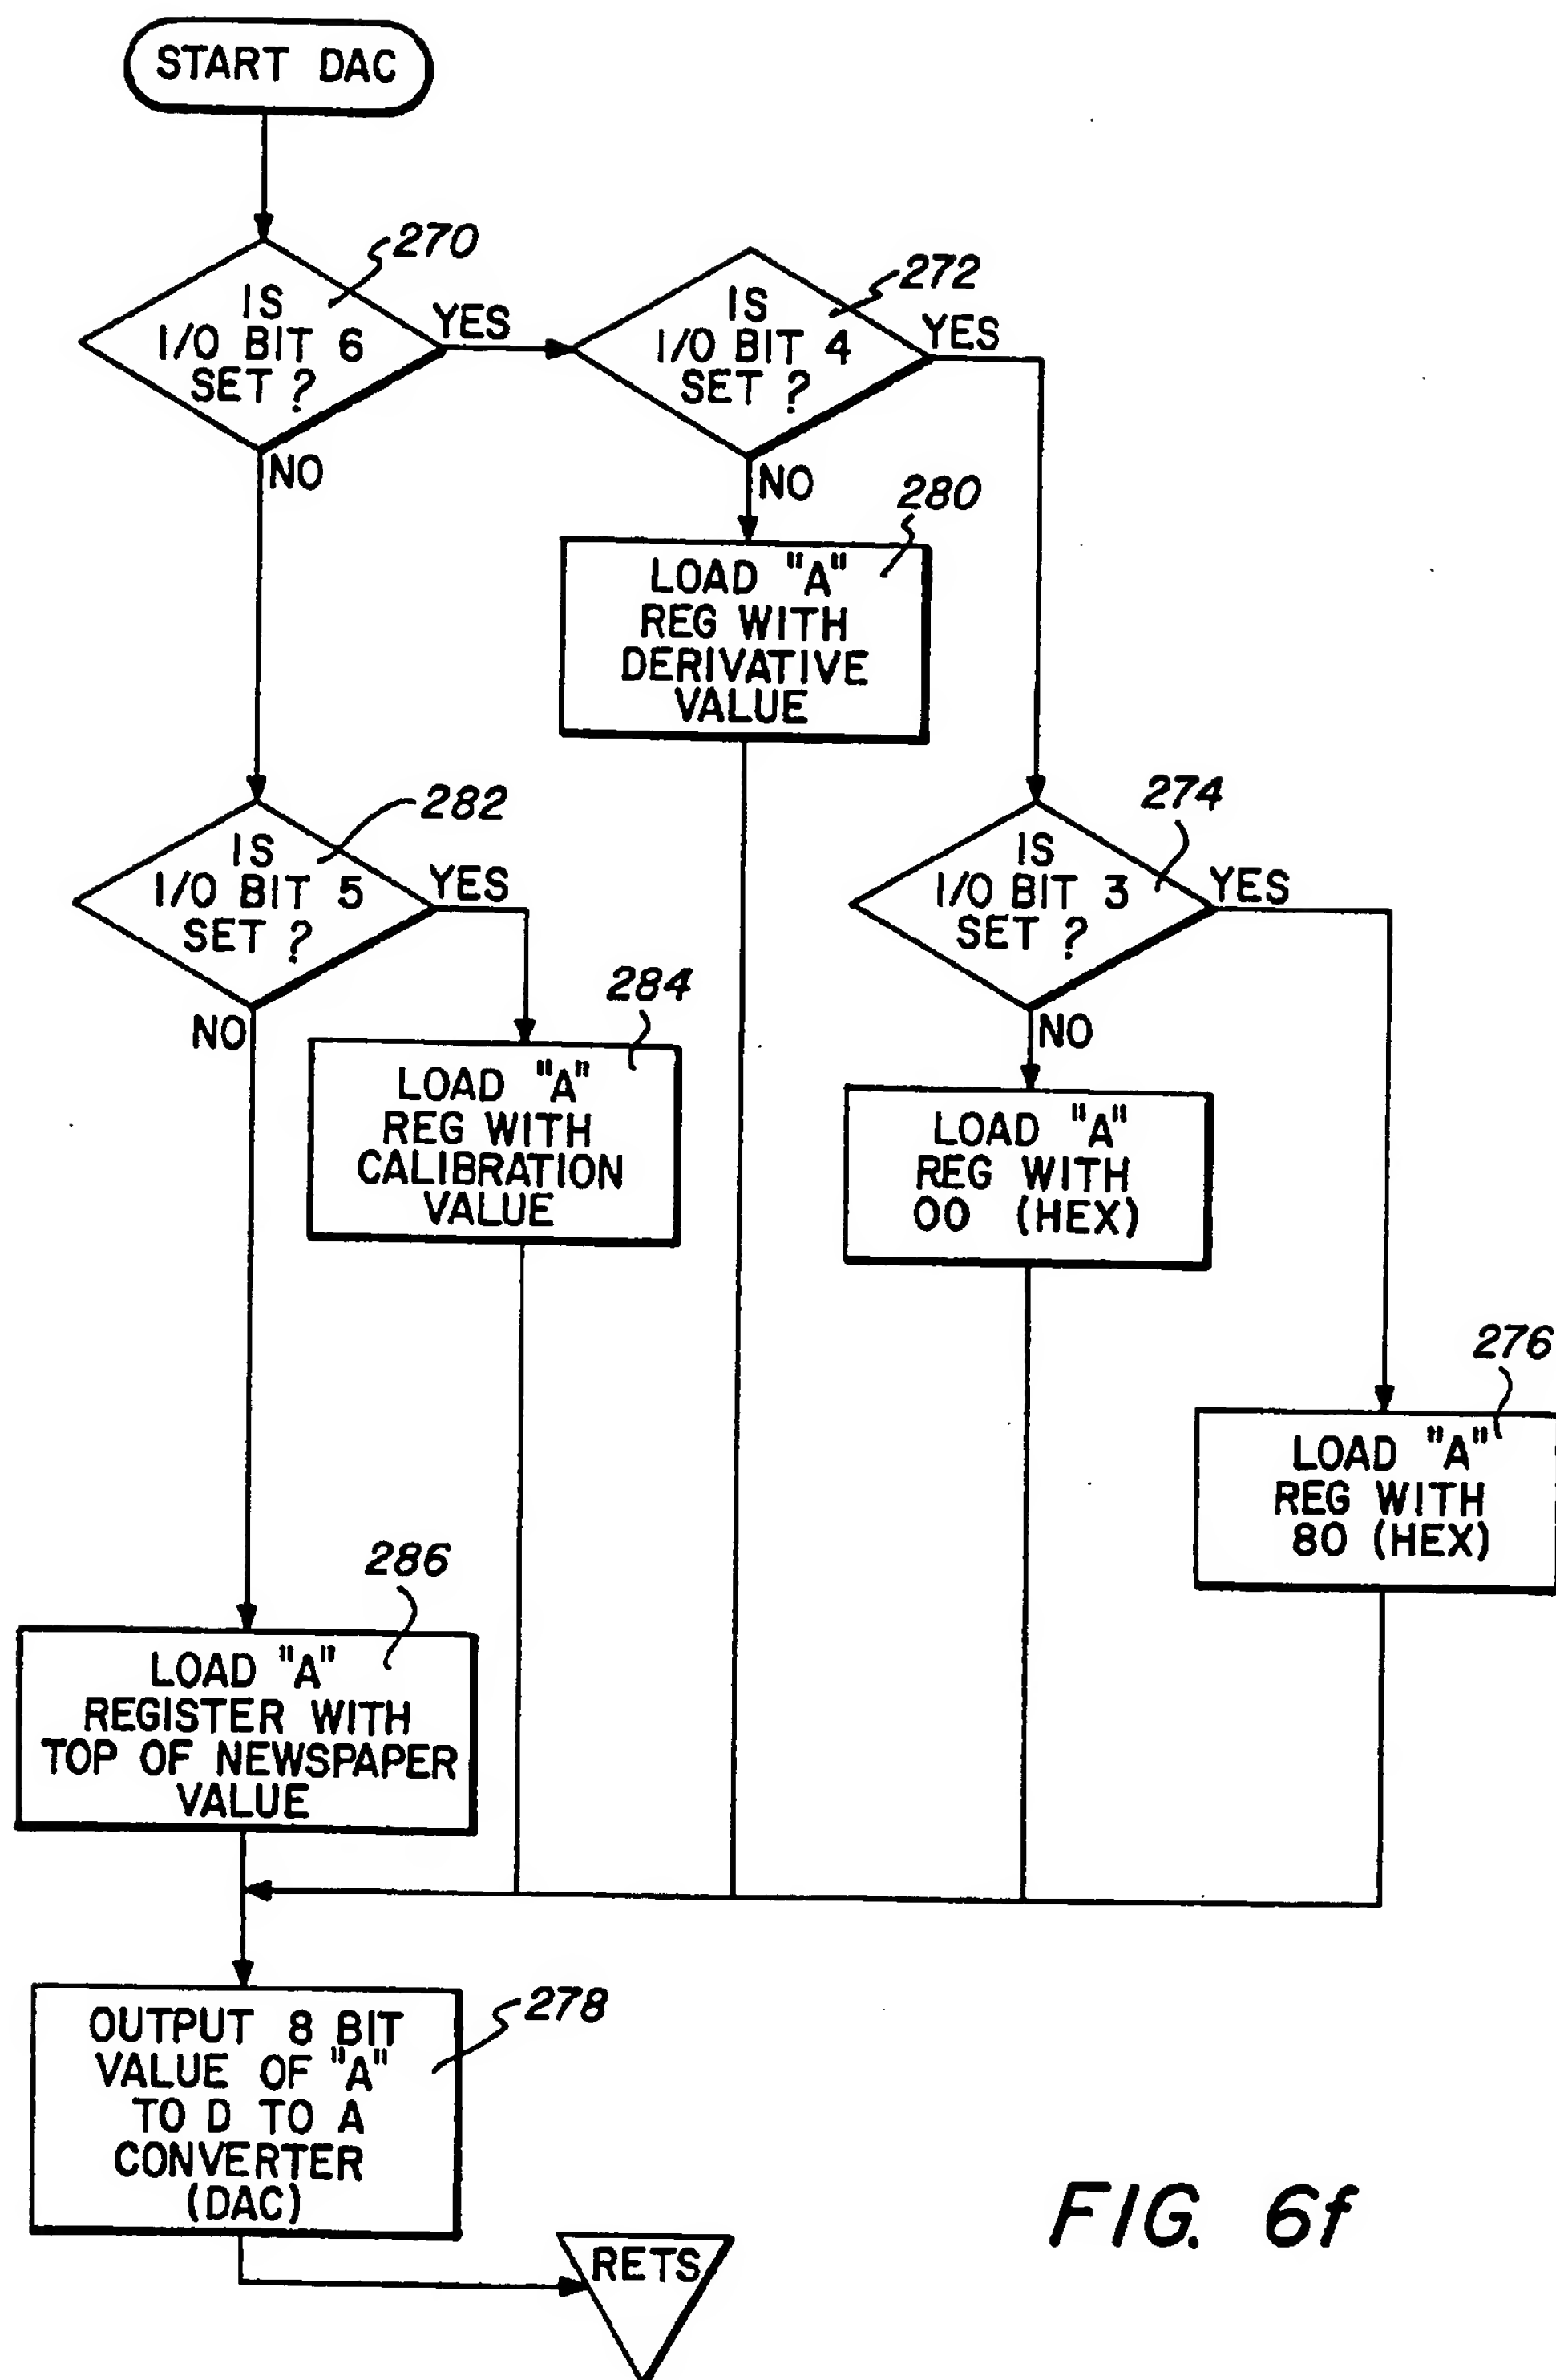 START DAC
270
IS
I/O BIT 6
SET ?
YES
NO
272
IS
I/O BIT 4
SET ?
YES
NO
280
LOAD "A"
REG WITH
DERIVATIVE
VALUE
282
IS
I/O BIT 5
SET ?
YES
NO
274
IS
I/O BIT 3
SET ?
YES
NO
284
LOAD "A"
REG WITH
CALIBRATION
VALUE
LOAD "A"
REG WITH
00 (HEX)
276
LOAD "A"
REG WITH
80 (HEX)
286
LOAD "A"
REGISTER WITH
TOP OF NEWSPAPER
VALUE
278
OUTPUT 8 BIT
VALUE OF "A"
TO D TO A
CONVERTER
(DAC)
RETS
FIG. 6f